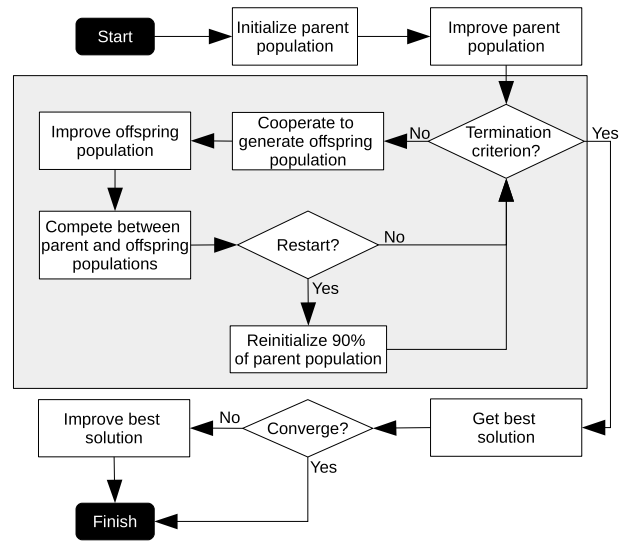 Start
Initialize parent
population
Improve parent
population
Termination
criterion?
Yes
No
Cooperate to
generate offspring
population
Improve offspring
population
Compete between
parent and offspring
populations
Restart?
No
Yes
Reinitialize 90%
of parent population
Get best
solution
Converge?
No
Improve best
solution
Yes
Finish